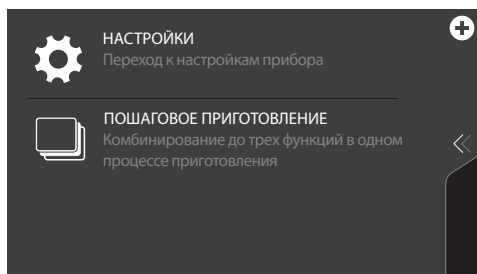 НАСТРОЙКИ
Переход к настройкам прибора
ПОШАГОВОЕ ПРИГОТОВЛЕНИЕ
Комбинирование до трех функций в одном
процессе приготовления